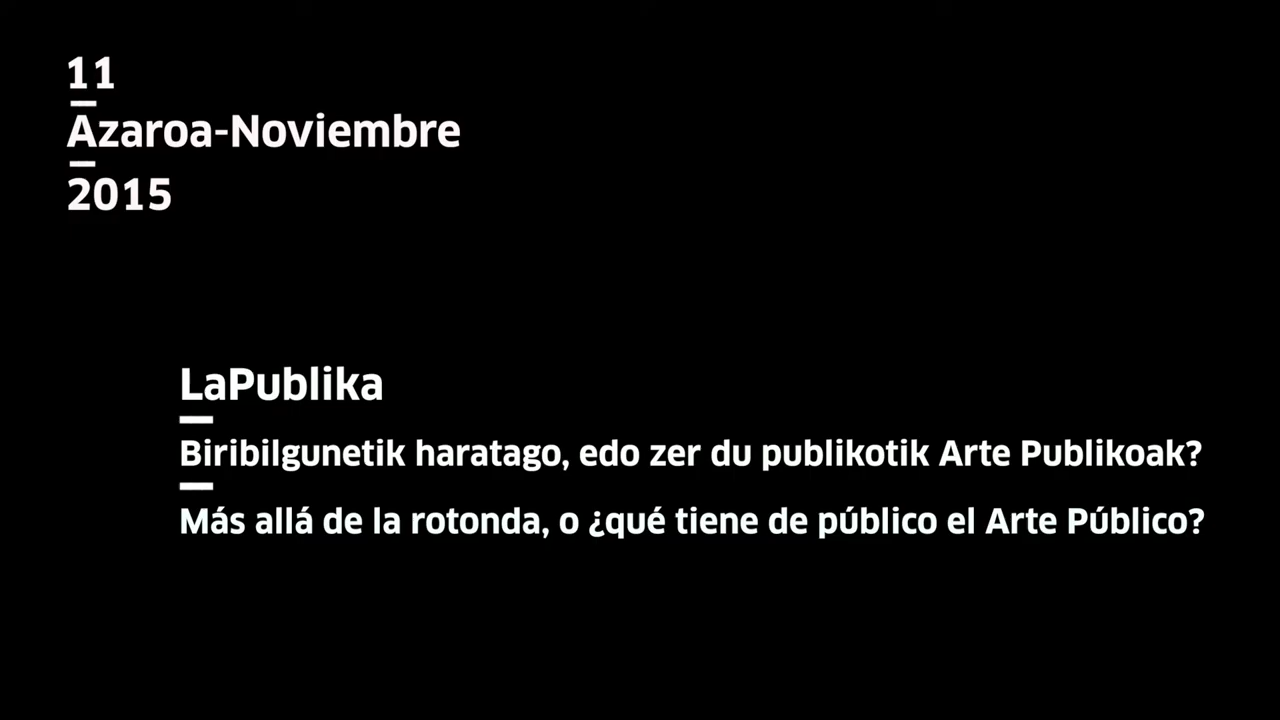 11
Azaroa-Noviembre
2015
LaPublika
Biribilgunetik haratago, edo zer du publikotik Arte Publikoak?
Más allá de la rotonda, o ¿qué tiene de público el Arte Público?